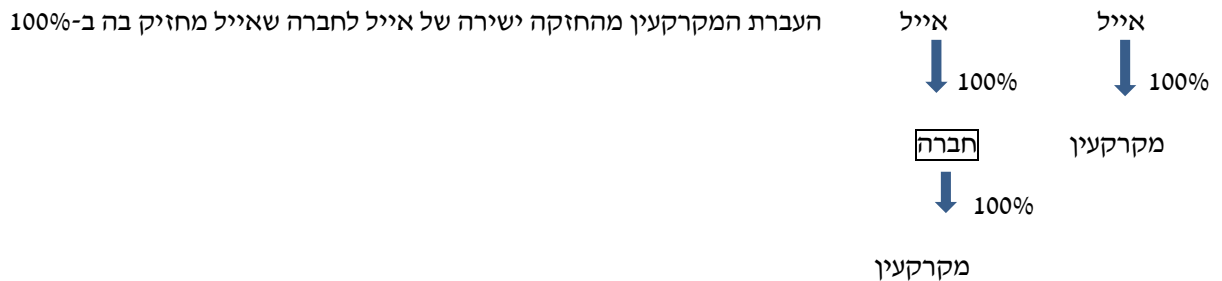 אייל אייל העברת המקרקעין מהחזקה ישירה של אייל לחברה שאייל מחזיק בה ב-100%
100% 100%
מקרקעין חברה
100%
מקרקעין